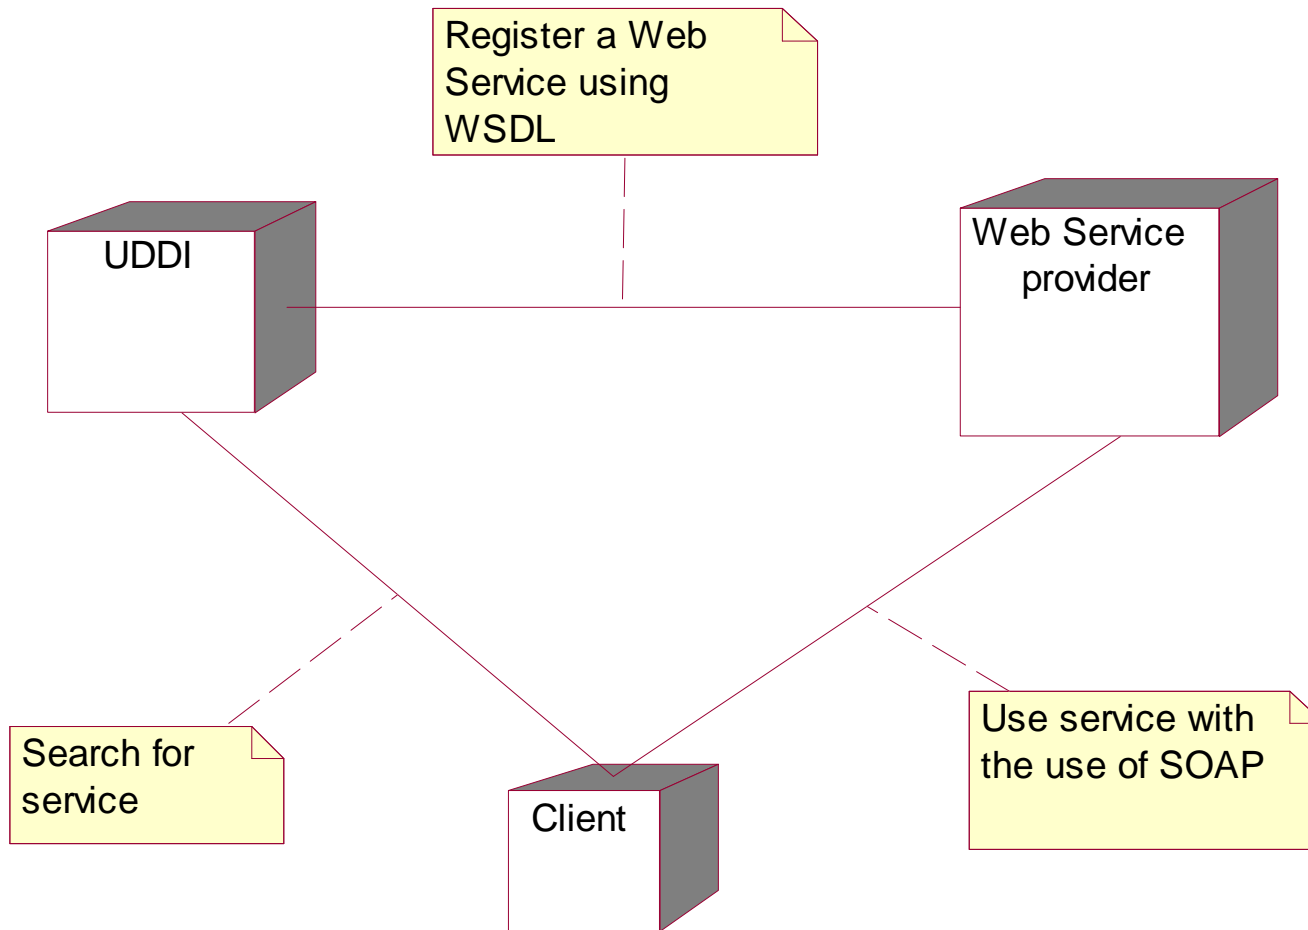 Register a Web
Service using
WSDL
UDDI
Web Service
provider
Search for
service
Use service with
the use of SOAP
Client